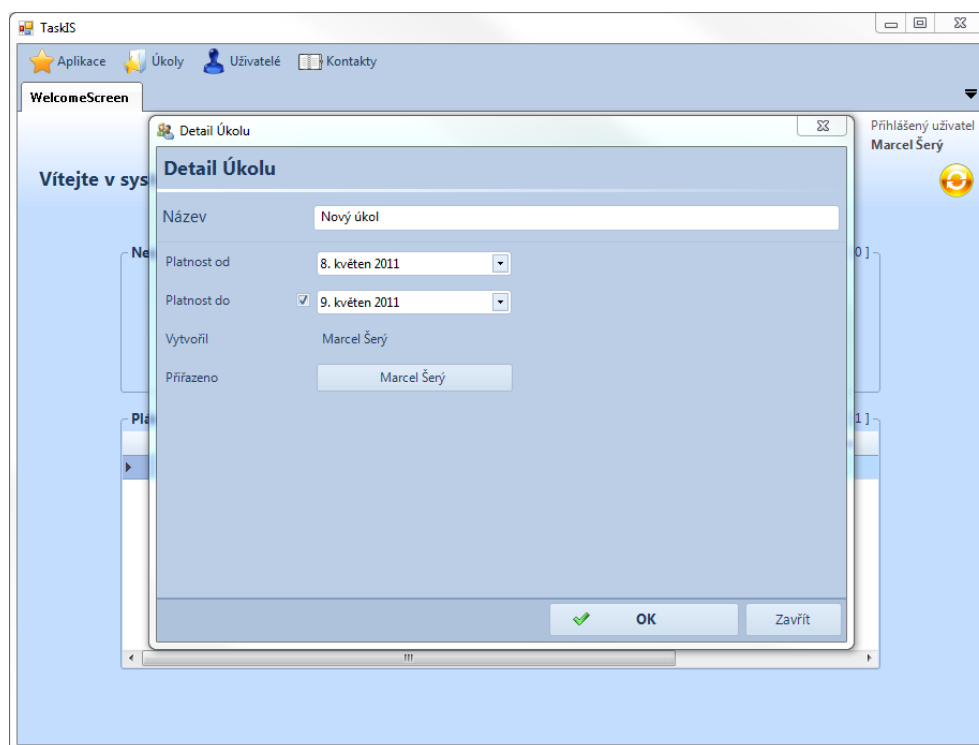 TaskIS
Aplikace Úkoly Uživatelé Kontakty
WelcomeScreen
Přihlášený uživatel
Marcel Šerý
Vítejte v sys
Ne 0 ]
Plá 1 ]
Detail Úkolu
Detail Úkolu
Název Nový úkol
Platnost od 8. květen 2011
Platnost do 9. květen 2011
Vytvořil Marcel Šerý
Přiřazeno Marcel Šerý
OK Zavřít